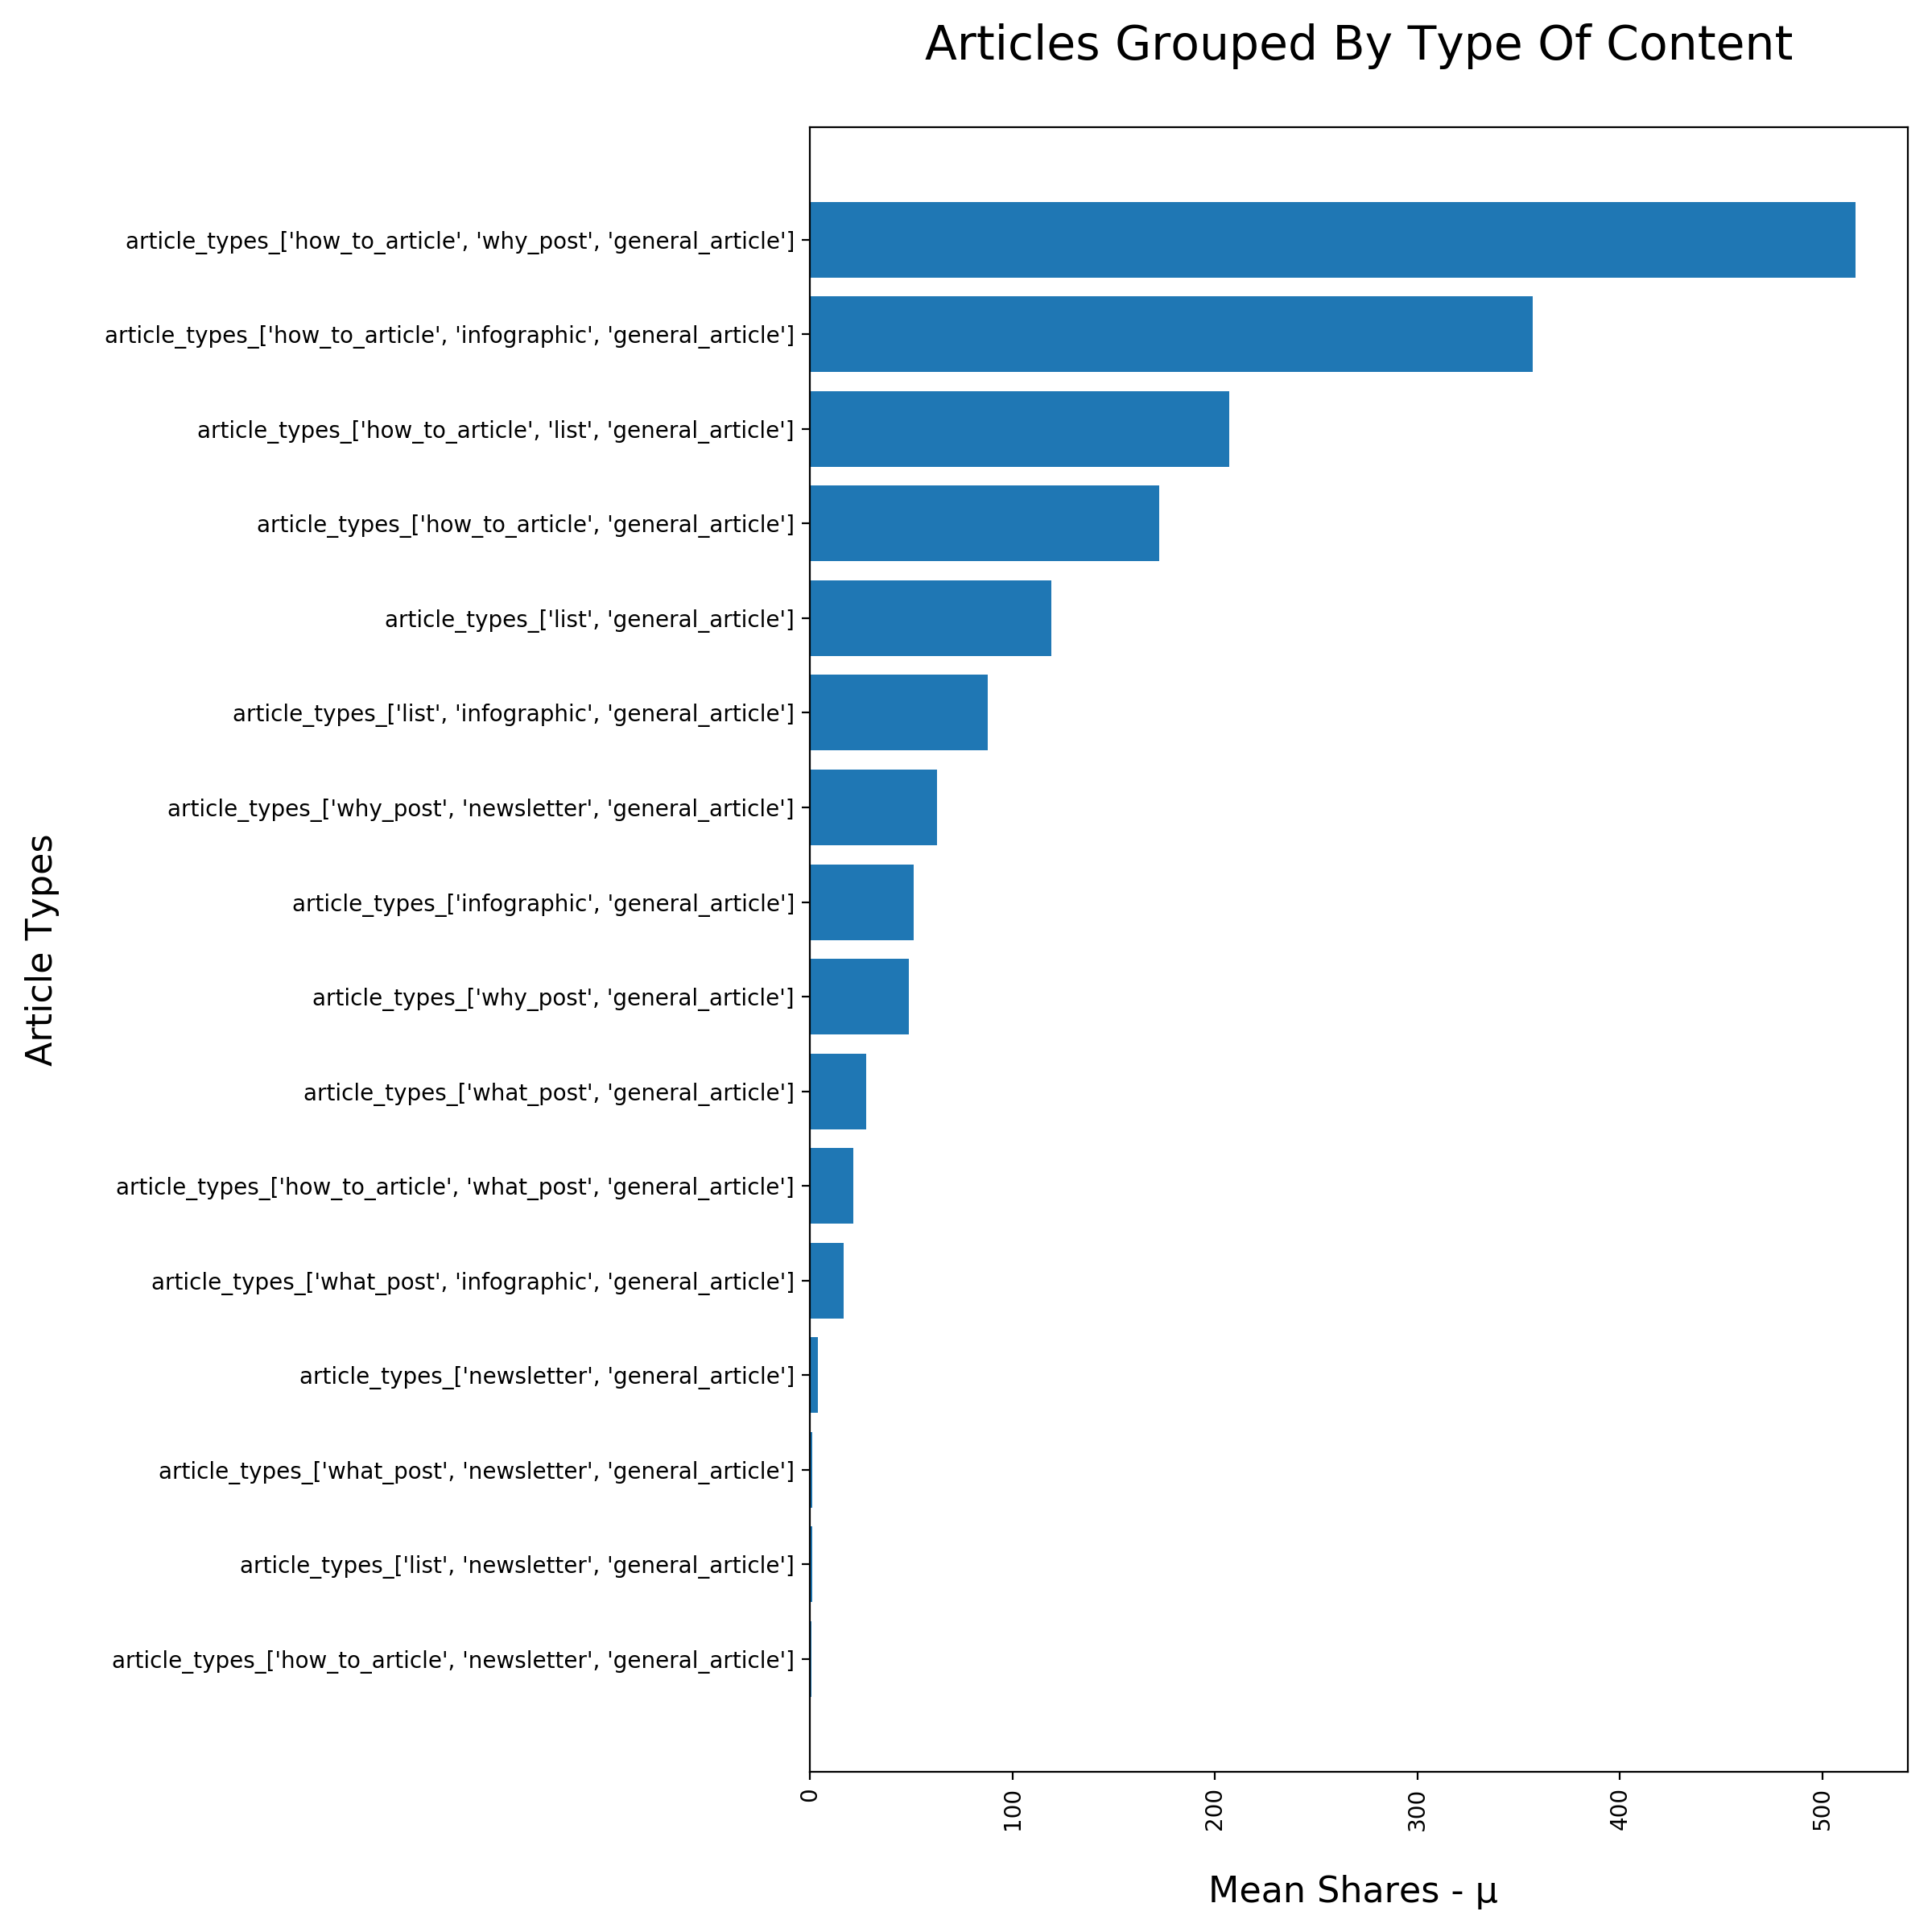 Articles Grouped By Type Of Content
article_types_['how_to_article', 'why_post', 'general_article']
article_types_['how_to_article', 'infographic', 'general_article']
article_types_['how_to_article', 'list', 'general_article']
article_types_['how_to_article', 'general_article']
article_types_['list', 'general_article']
article_types_['list', 'infographic', 'general_article']
article_types_['why_post', 'newsletter', 'general_article']
article_types_['infographic', 'general_article']
article_types_['why_post', 'general_article']
article_types_['what_post', 'general_article']
article_types_['how_to_article', 'what_post', 'general_article']
article_types_['what_post', 'infographic', 'general_article']
article_types_['newsletter', 'general_article']
article_types_['what_post', 'newsletter', 'general_article']
article_types_['list', 'newsletter', 'general_article']
article_types_['how_to_article', 'newsletter', 'general_article']
Article Types
0 100 200 300 400 500
Mean Shares - μ